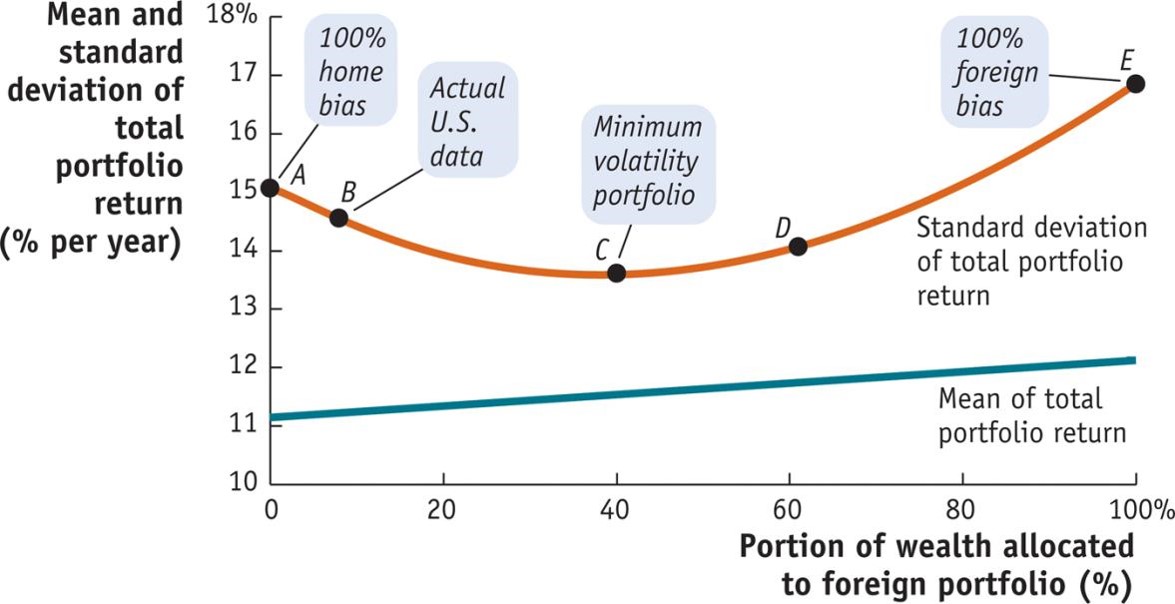 Mean and
standard
deviation of
total
portfolio
return
(% per year)
18%
17
16
15
14
13
12
11
10
100%
home
bias
A
Actual
U.S.
data
B
Minimum
volatility
portfolio
C
D
100%
foreign
bias
E
Standard deviation
of total portfolio
return
Mean of total
portfolio return
0
20
40
60
80
100%
Portion of wealth allocated
to foreign portfolio (%)